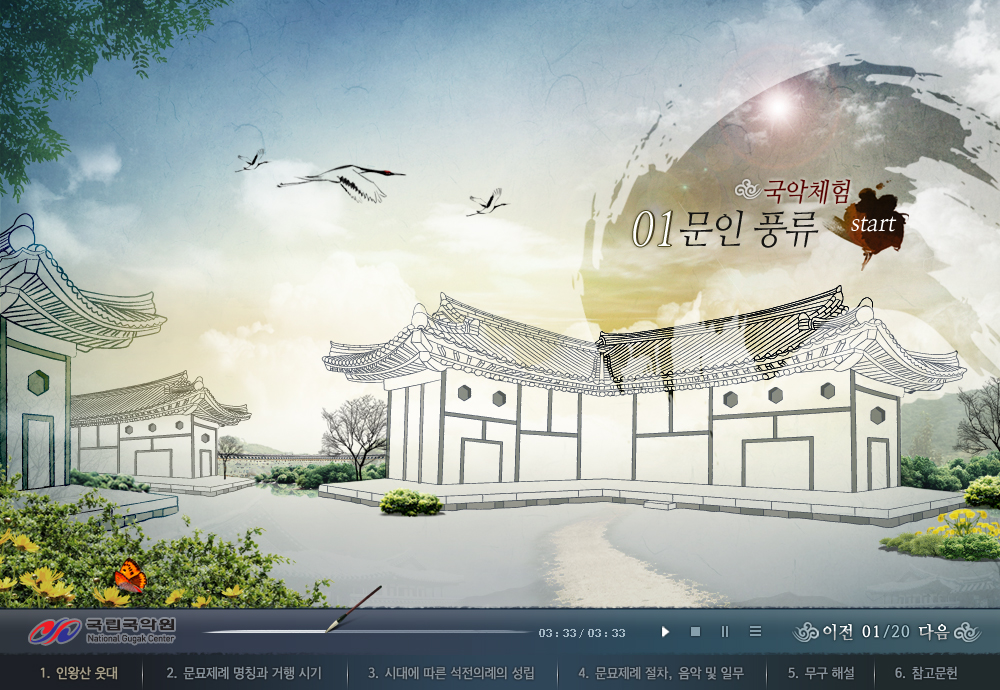 국악체험
01 문인 풍류 start
국립국악원
National Gugak Center
03:33/03:33
이전 01/20 다음
1. 인왕산 웃대 2. 문묘제례 명칭과 거행 시기 3. 시대에 따른 석전의례의 성립 4. 문묘제례 절차, 음악 및 일무 5. 무구 해설 6. 참고문헌